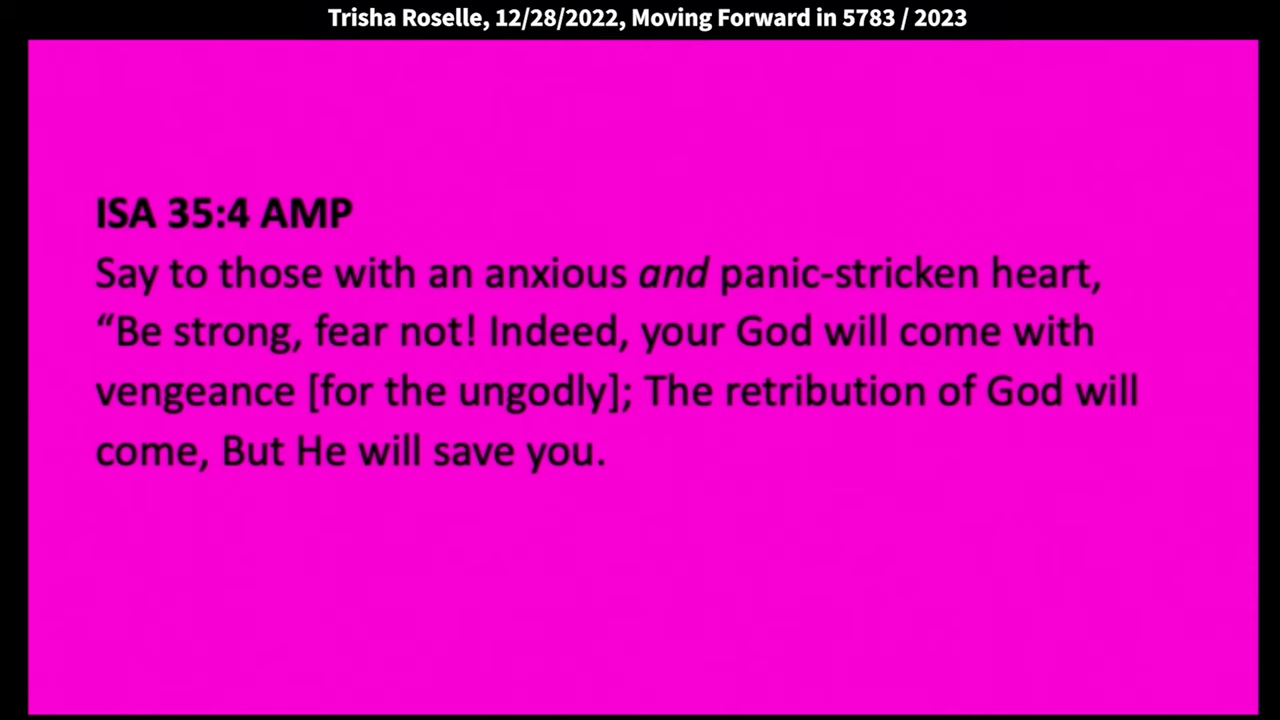 Trisha Roselle, 12/28/2022, Moving Forward in 5783 / 2023
ISA 35:4 AMP
Say to those with an anxious and panic-stricken heart,
“Be strong, fear not! Indeed, your God will come with
vengeance [for the ungodly]; The retribution of God will
come, But He will save you.